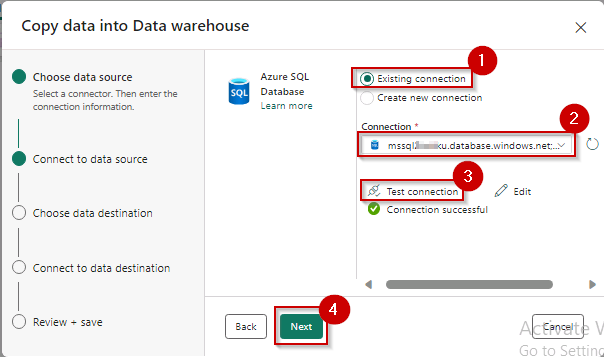 Copy data into Data warehouse
Choose data source
Select a connector. Then enter the
connection information.
Connect to data source
Choose data destination
Connect to data destination
Review + save
SQL
Azure SQL
Database
Learn more
1
Existing connection
Create new connection
Connection *
2
mssql ku.database.windows.net;...
3
Test connection
Edit
Connection successful
4
Back
Next
Cancel
Activate W
Go to Setting